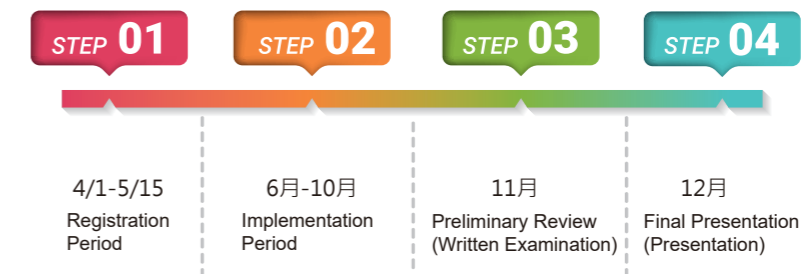 STEP 01
STEP 02
STEP 03
STEP 04
4/1-5/15
Registration
Period
6月-10月
Implementation
Period
11月
Preliminary Review
(Written Examination)
12月
Final Presentation
(Presentation)